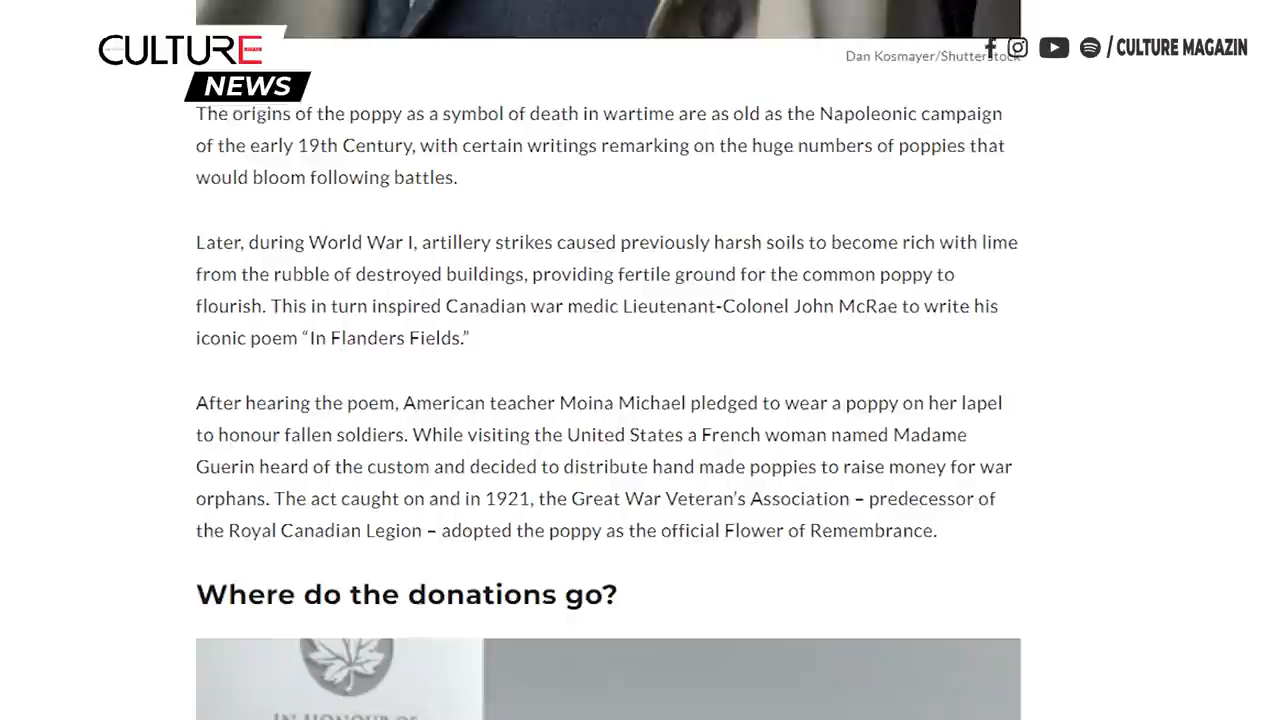 CULTURE
NEWS
Dan Kosmayer/Shutterstock
/ CULTURE MAGAZIN
The origins of the poppy as a symbol of death in wartime are as old as the Napoleonic campaign
of the early 19th Century, with certain writings remarking on the huge numbers of poppies that
would bloom following battles.
Later, during World War I, artillery strikes caused previously harsh soils to become rich with lime
from the rubble of destroyed buildings, providing fertile ground for the common poppy to
flourish. This in turn inspired Canadian war medic Lieutenant-Colonel John McRae to write his
iconic poem “In Flanders Fields.”
After hearing the poem, American teacher Moina Michael pledged to wear a poppy on her lapel
to honour fallen soldiers. While visiting the United States a French woman named Madame
Guerin heard of the custom and decided to distribute hand made poppies to raise money for war
orphans. The act caught on and in 1921, the Great War Veteran’s Association – predecessor of
the Royal Canadian Legion – adopted the poppy as the official Flower of Remembrance.
Where do the donations go?
IN HONOUR OF